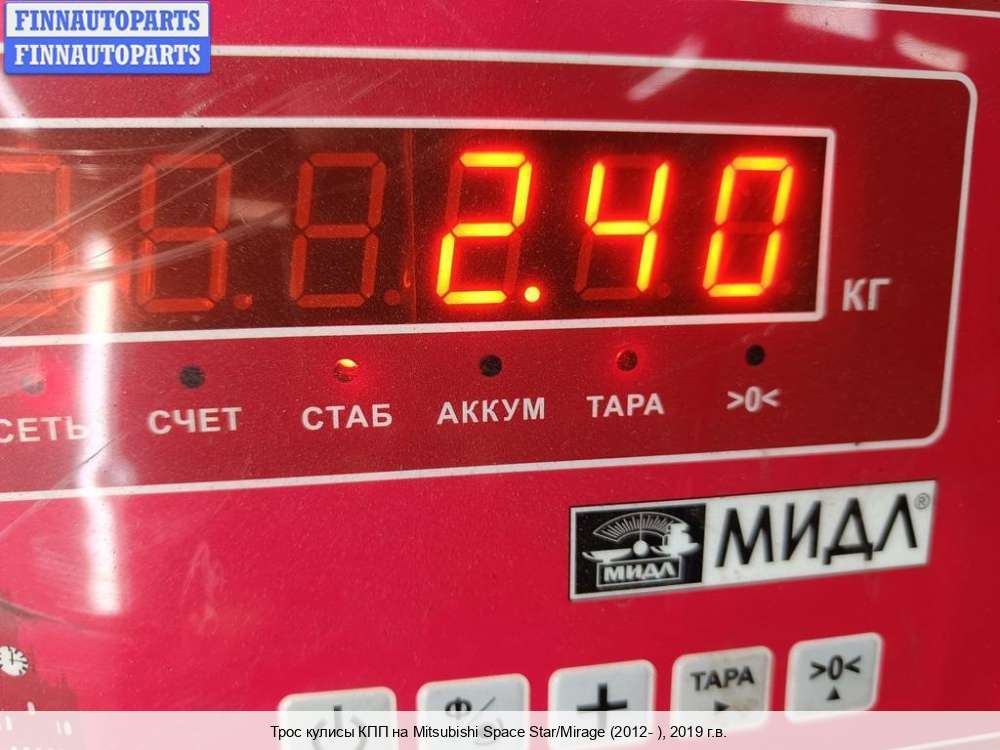 FINNAUTOPARTS
FINNAUTOPARTS
2.40
КГ
СЕТЬ СЧЕТ СТАБ АККУМ ТАРА >0<
МИДЛ МИДЛ®
Ф/ + ТАРА >0<
Трос кулисы КПП на Mitsubishi Space Star/Mirage (2012- ), 2019 г.в.